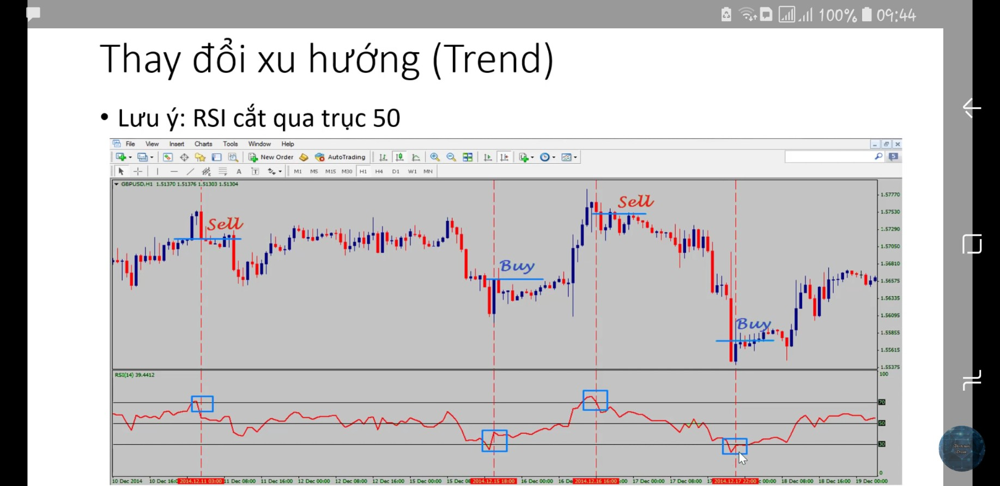 100% 09:44
Thay đổi xu hướng (Trend)
• Lưu ý: RSI cắt qua trục 50
File View Insert Charts Tools Window Help
New Order AutoTrading 5
A T M1 M5 M15 M30 H1 H4 D1 W1 MN
GBPUSD,H1 1.51370 1.51376 1.51303 1.51304
1.57770
Sell
1.57530
Sell
1.57290
1.57050
Buy
1.56810
1.56575
1.56335
1.56095
Buy
1.55855
1.55615
1.55375
RSI(14) 39.4412
100
70
50
30
0
10 Dec 2014 10 Dec 16:0 2014.12.11 03:00 11 Dec 08:00 11 Dec 16:00 12 Dec 00:00 12 Dec 08:00 12 Dec 16:00 15 Dec 00:00 15 Dec 08 2014.12.15 18:00 16 Dec 00:00 16 De 2014.12.16 16:00 :00 17 Dec 00:00 17 Dec 08:00 17 2014.12.17 22:00 c 00:00 18 Dec 08:00 18 Dec 16:00 19 Dec 00:00